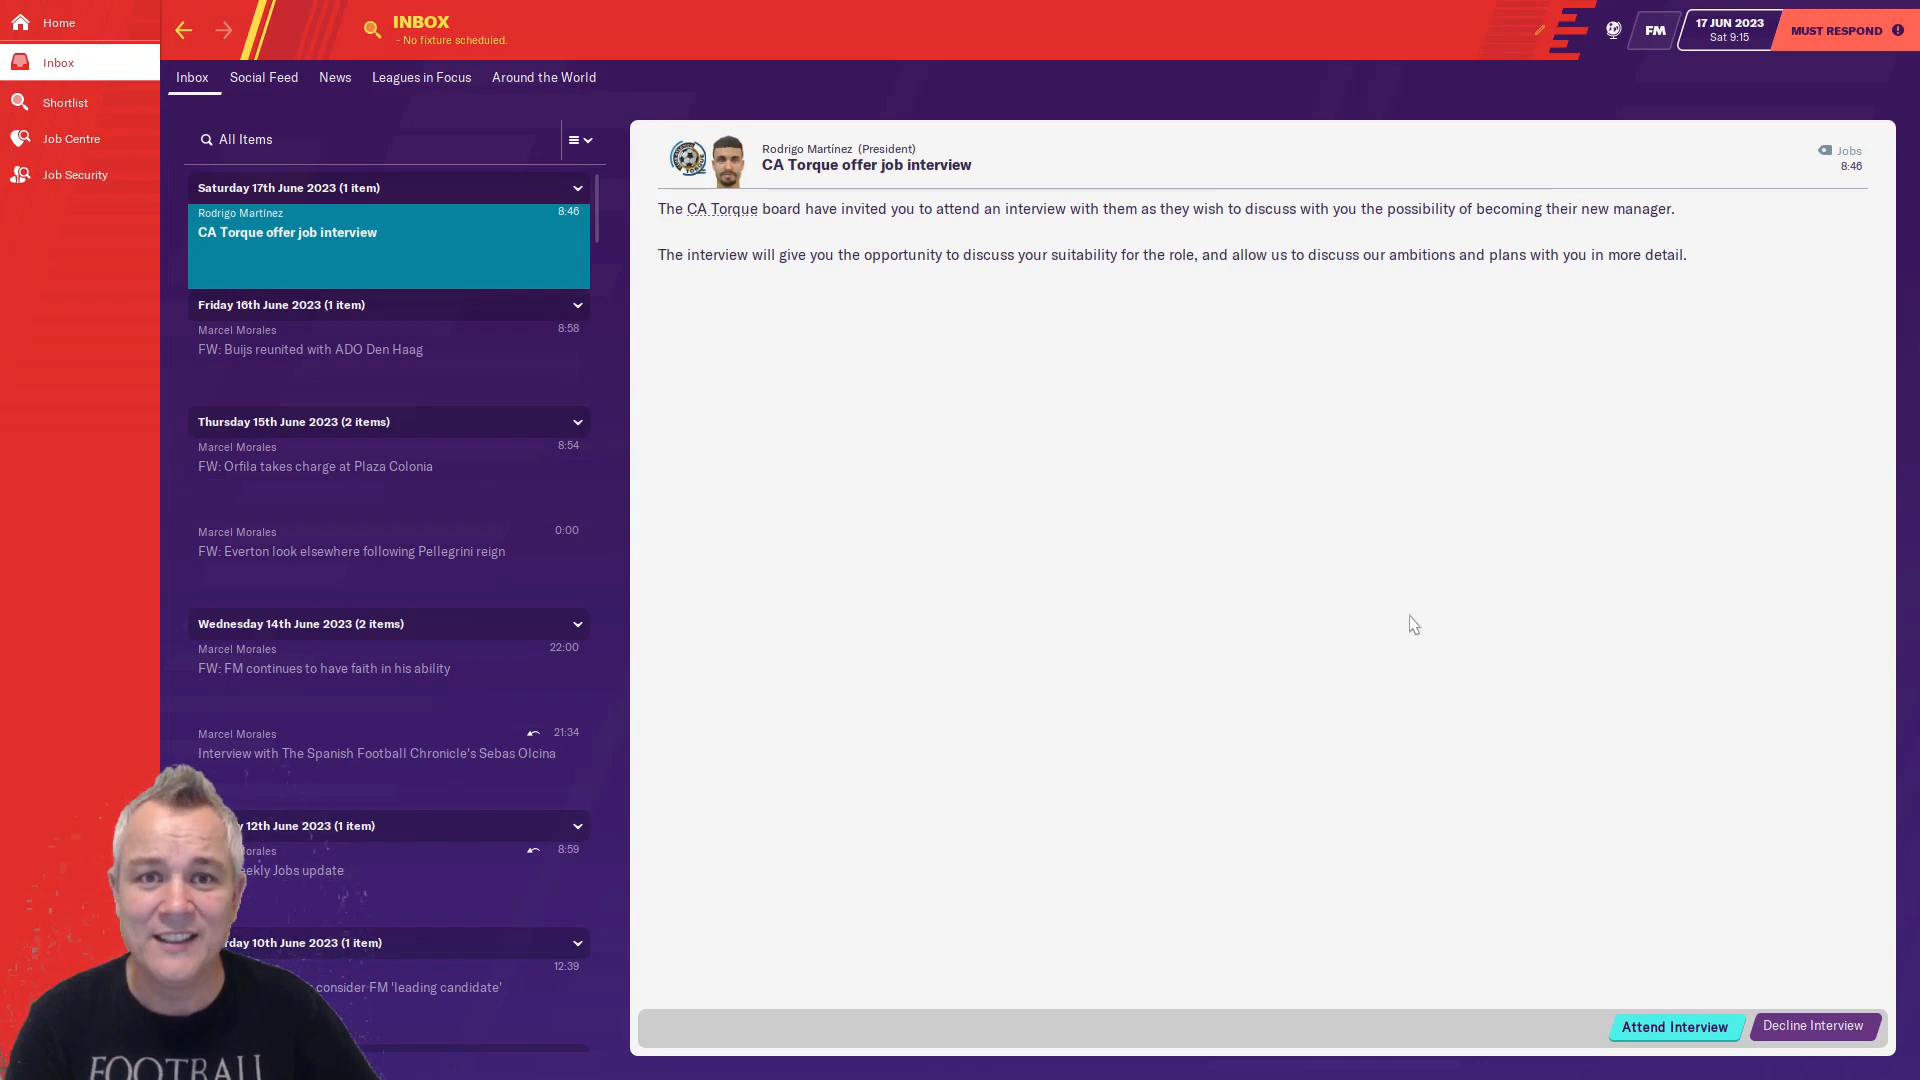 Home
Inbox
Shortlist
Job Centre
Job Security
INBOX
- No fixture scheduled.
FM
17 JUN 2023
Sat 9:15
MUST RESPOND
Inbox
Social Feed
News
Leagues in Focus
Around the World
All Items
Saturday 17th June 2023 (1 item)
Rodrigo Martínez
8:46
CA Torque offer job interview
Friday 16th June 2023 (1 item)
Marcel Morales
8:58
FW: Buijs reunited with ADO Den Haag
Thursday 15th June 2023 (2 items)
Marcel Morales
8:54
FW: Orfila takes charge at Plaza Colonia
Marcel Morales
0:00
FW: Everton look elsewhere following Pellegrini reign
Wednesday 14th June 2023 (2 items)
Marcel Morales
22:00
FW: FM continues to have faith in his ability
Marcel Morales
21:34
Interview with The Spanish Football Chronicle's Sebas Olcina
12th June 2023 (1 item)
8:59
Jobs update
10th June 2023 (1 item)
12:39
consider FM 'leading candidate'
FOOTBALL
Rodrigo Martínez (President)
CA Torque offer job interview
Jobs
8:46
The CA Torque board have invited you to attend an interview with them as they wish to discuss with you the possibility of becoming their new manager.
The interview will give you the opportunity to discuss your suitability for the role, and allow us to discuss our ambitions and plans with you in more detail.
Attend Interview
Decline Interview